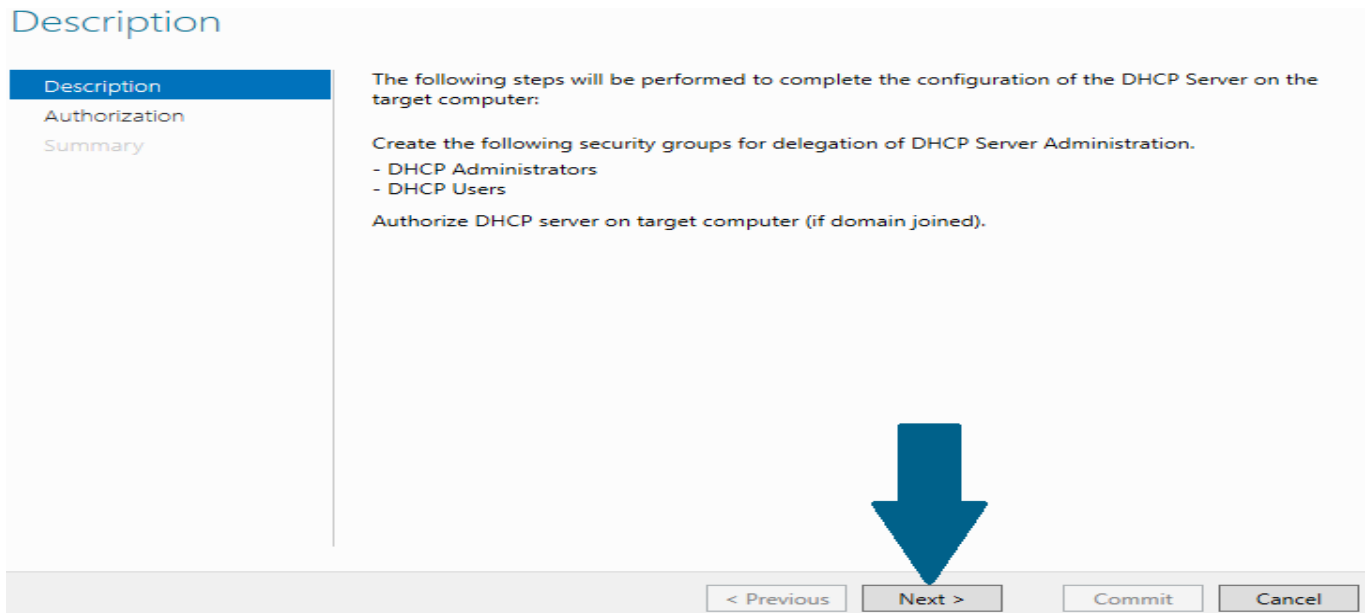 Description
Description
Authorization
Summary
The following steps will be performed to complete the configuration of the DHCP Server on the
target computer:
Create the following security groups for delegation of DHCP Server Administration.
- DHCP Administrators
- DHCP Users
Authorize DHCP server on target computer (if domain joined).
< Previous
Next >
Commit
Cancel